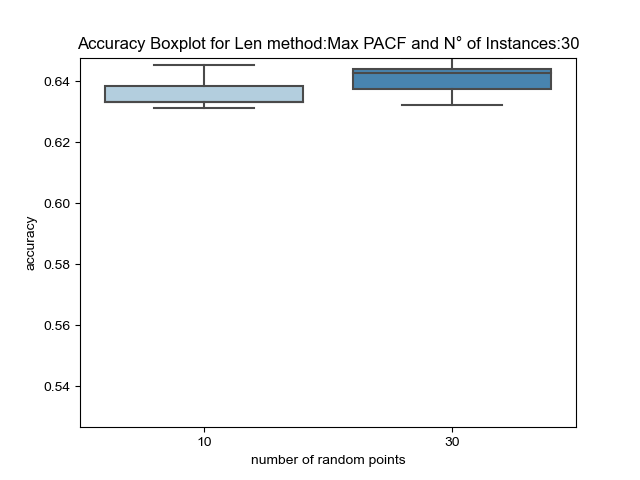 Accuracy Boxplot for Len method:Max PACF and N° of Instances:30
0.64
0.62
0.60
0.58
0.56
0.54
accuracy
10
30
number of random points